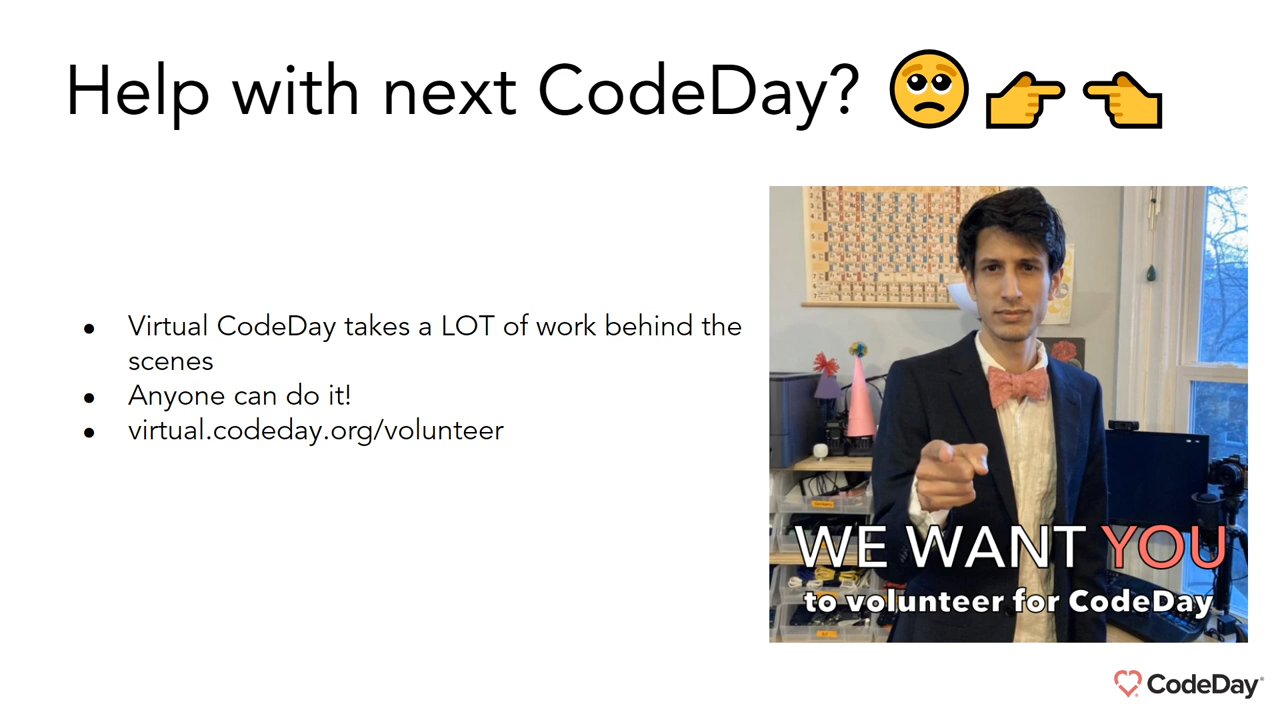 Help with next CodeDay? 🥺 👉 👈
● Virtual CodeDay takes a LOT of work behind the
scenes
● Anyone can do it!
● virtual.codeday.org/volunteer
WE WANT YOU
to volunteer for CodeDay
CodeDay®